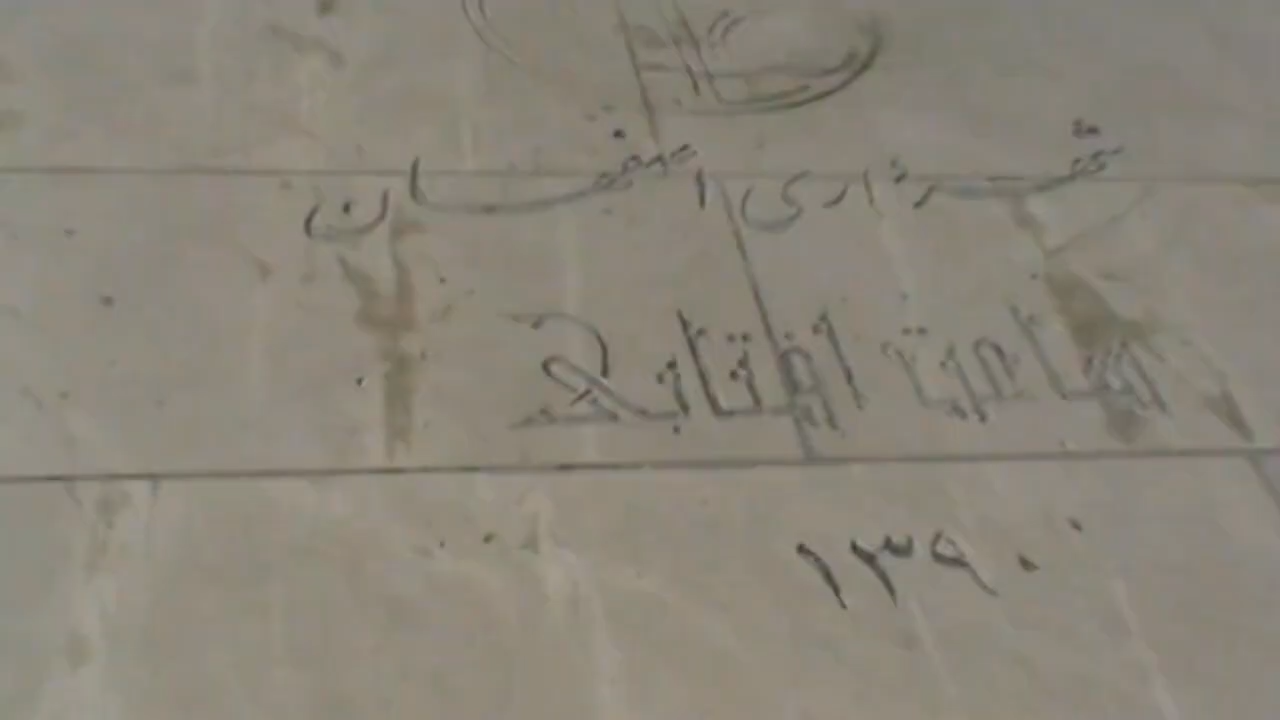 شهرداری اصفهان
ساعت آفتابی
۱۳۹۰